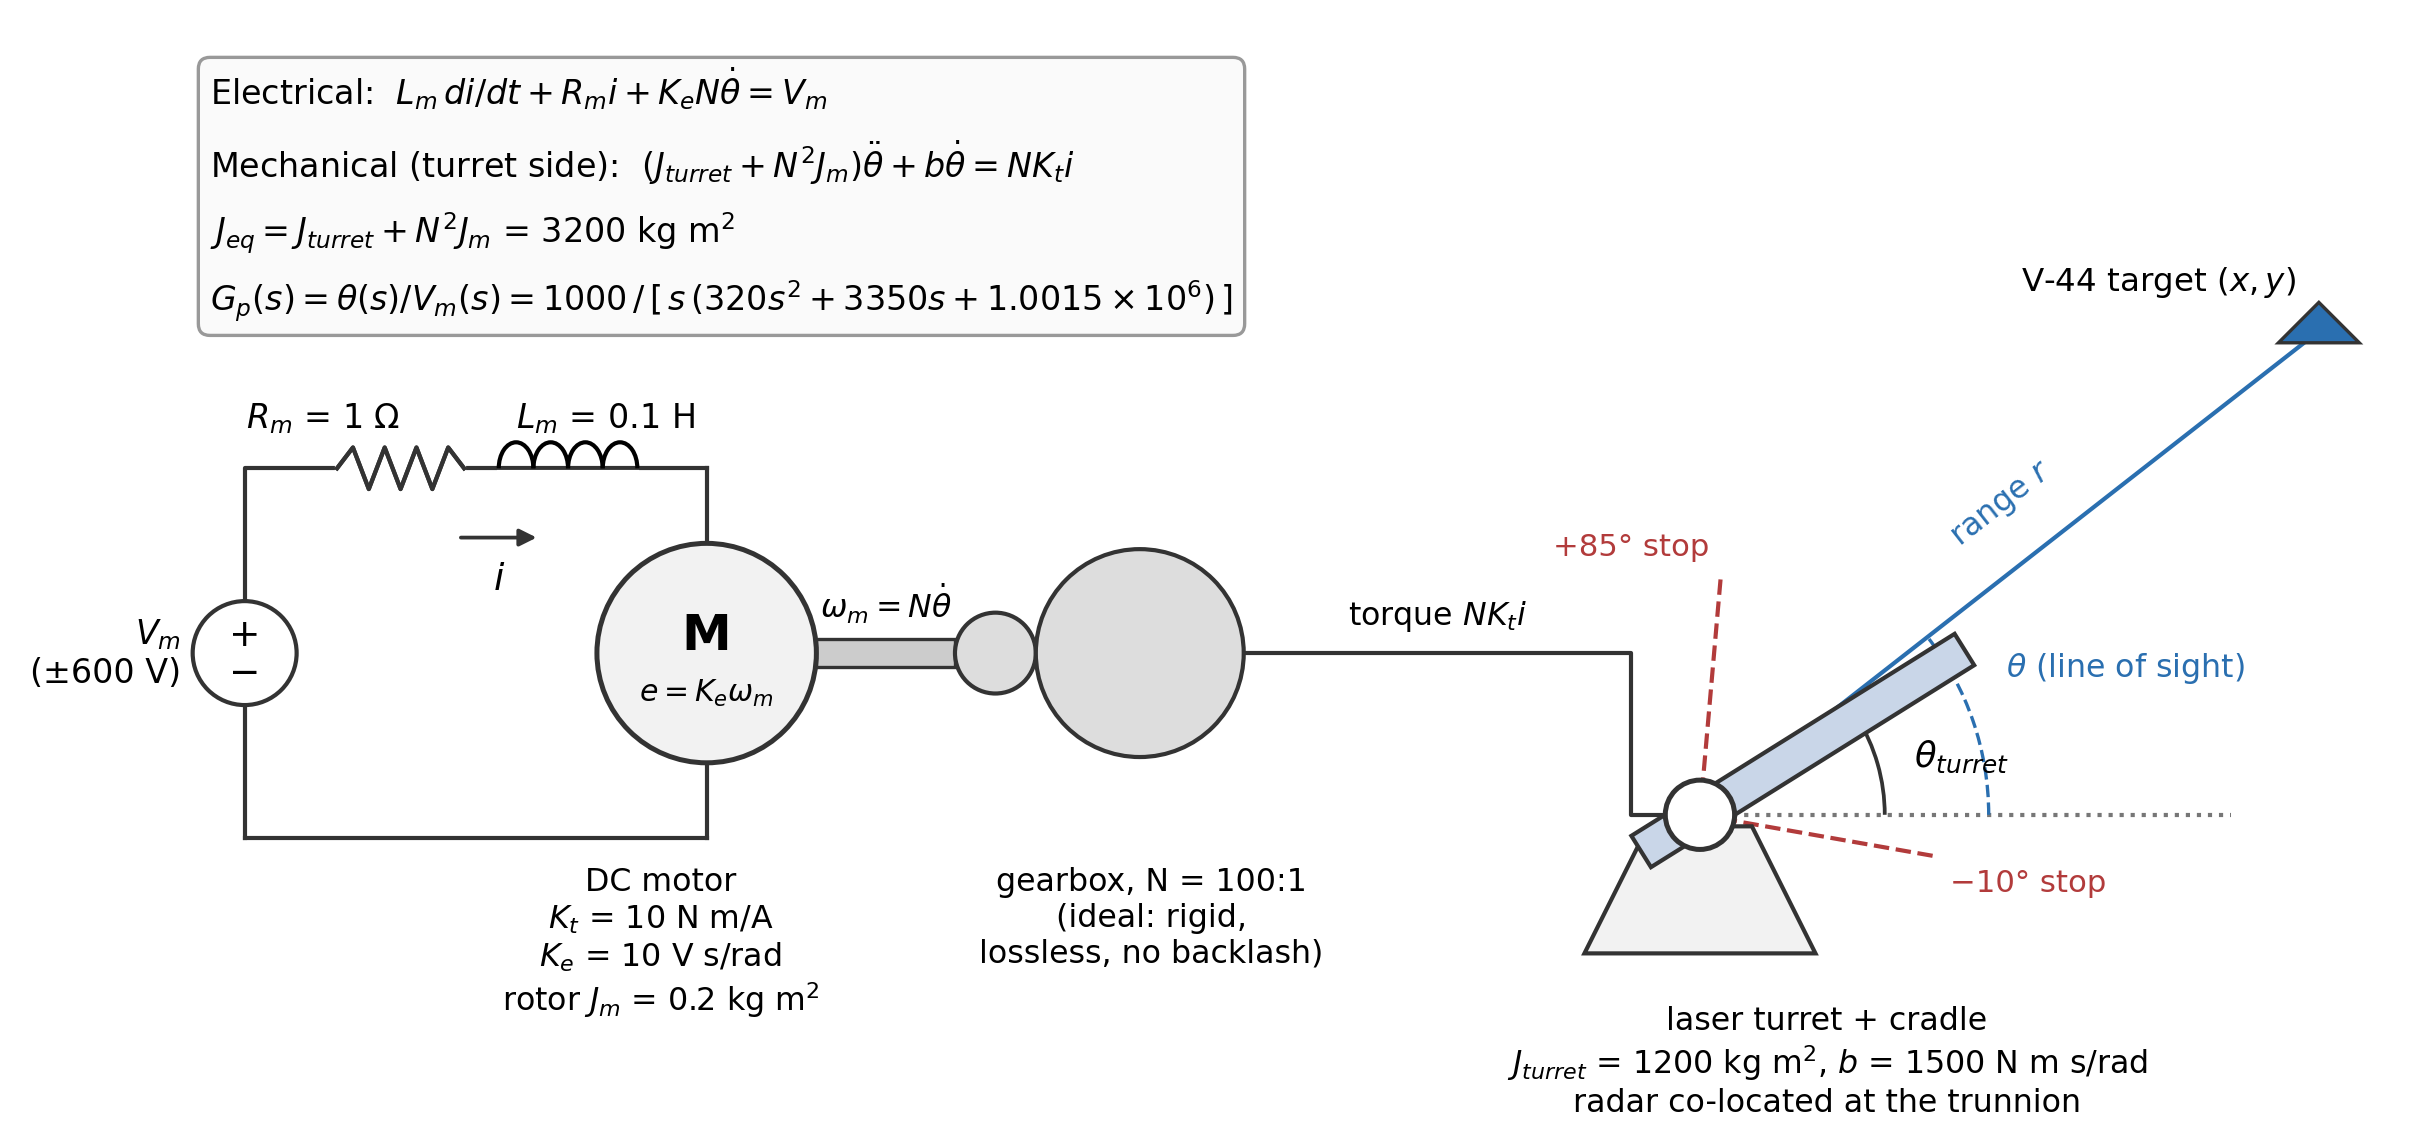 Electrical: L_m di/dt + R_m i + K_e Nθ̇ = V_m
Mechanical (turret side): (J_turret + N²J_m)θ̈ + bθ̇ = NK_t i
J_eq = J_turret + N²J_m = 3200 kg m²
G_p(s) = θ(s)/V_m(s) = 1000 / [ s (320s² + 3350s + 1.0015 × 10⁶) ]
V-44 target (x, y)
R_m = 1 Ω
L_m = 0.1 H
range r
+85° stop
i
V_m
(±600 V)
+
−
M
e = K_e ω_m
ω_m = Nθ̇
torque NK_t i
θ (line of sight)
θ_turret
−10° stop
DC motor
K_t = 10 N m/A
K_e = 10 V s/rad
rotor J_m = 0.2 kg m²
gearbox, N = 100:1
(ideal: rigid,
lossless, no backlash)
laser turret + cradle
J_turret = 1200 kg m², b = 1500 N m s/rad
radar co-located at the trunnion